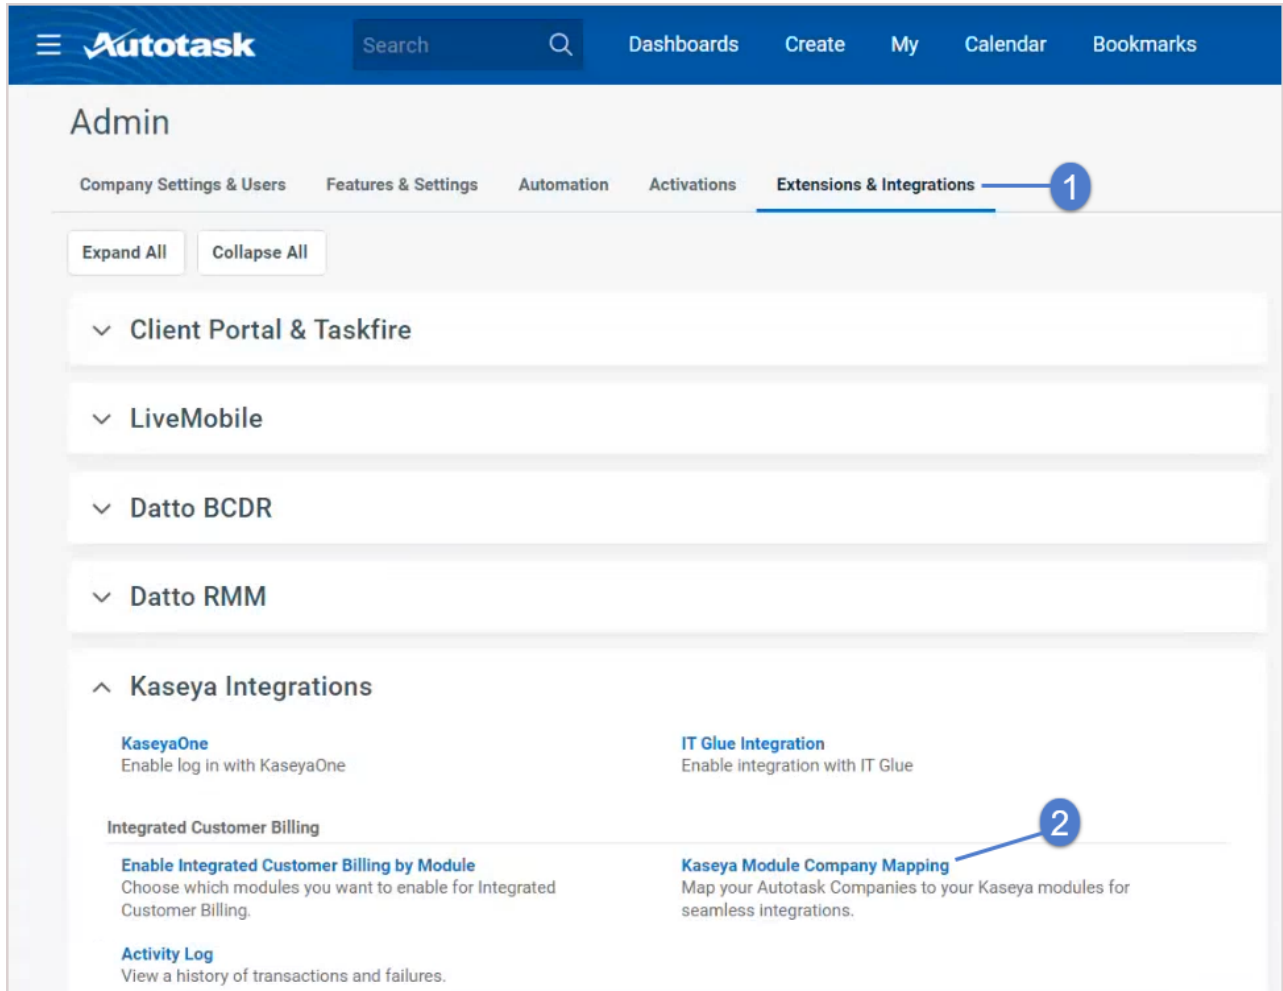 Autotask Search Dashboards Create My Calendar Bookmarks
Admin
Company Settings & Users Features & Settings Automation Activations Extensions & Integrations 1
Expand All Collapse All
Client Portal & Taskfire
LiveMobile
Datto BCDR
Datto RMM
Kaseya Integrations
KaseyaOne
Enable log in with KaseyaOne
IT Glue Integration
Enable integration with IT Glue
Integrated Customer Billing
2
Enable Integrated Customer Billing by Module
Choose which modules you want to enable for Integrated
Customer Billing.
Kaseya Module Company Mapping
Map your Autotask Companies to your Kaseya modules for
seamless integrations.
Activity Log
View a history of transactions and failures.